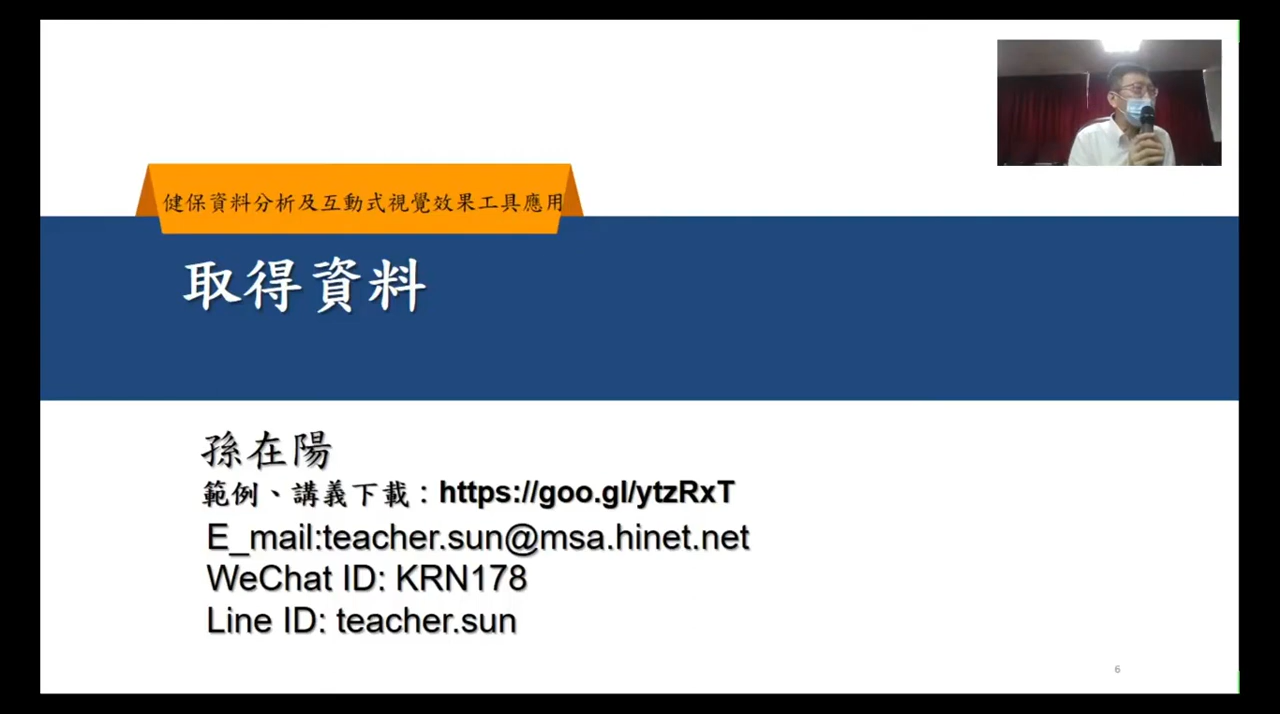 健保資料分析及互動式視覺效果工具應用
取得資料
孫在陽
範例、講義下載：https://goo.gl/ytzRxT
E_mail:teacher.sun@msa.hinet.net
WeChat ID: KRN178
Line ID: teacher.sun
6